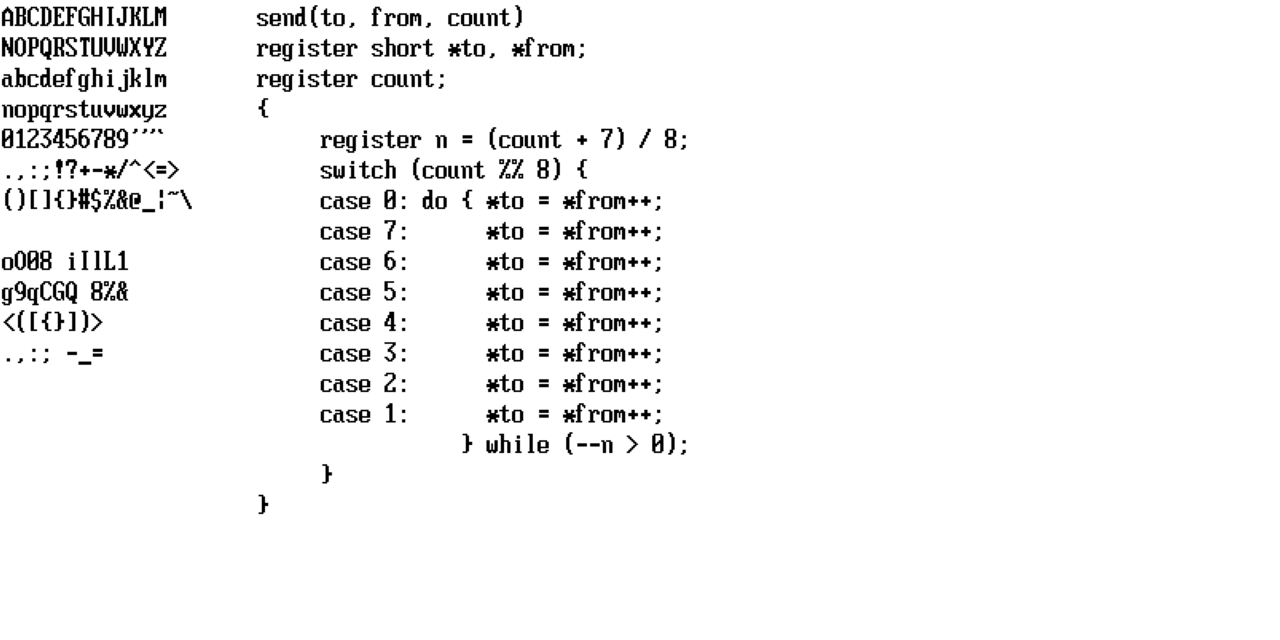 ABCDEFGHIJKLM       send(to, from, count)
NOPQRSTUVWXYZ       register short *to, *from;
abcdefghijklm       register count;
nopqrstuvwxyz       {
0123456789'"`            register n = (count + 7) / 8;
.,:;!?+-*/^<=>           switch (count %% 8) {
()[]{}#$%&@_¦~\          case 0: do { *to = *from++;
                         case 7:      *to = *from++;
oO08 iIlL1               case 6:      *to = *from++;
g9qCGQ 8%&               case 5:      *to = *from++;
<([{}])>                 case 4:      *to = *from++;
.,:; -_=                 case 3:      *to = *from++;
                         case 2:      *to = *from++;
                         case 1:      *to = *from++;
                                    } while (--n > 0);
                         }
                    }